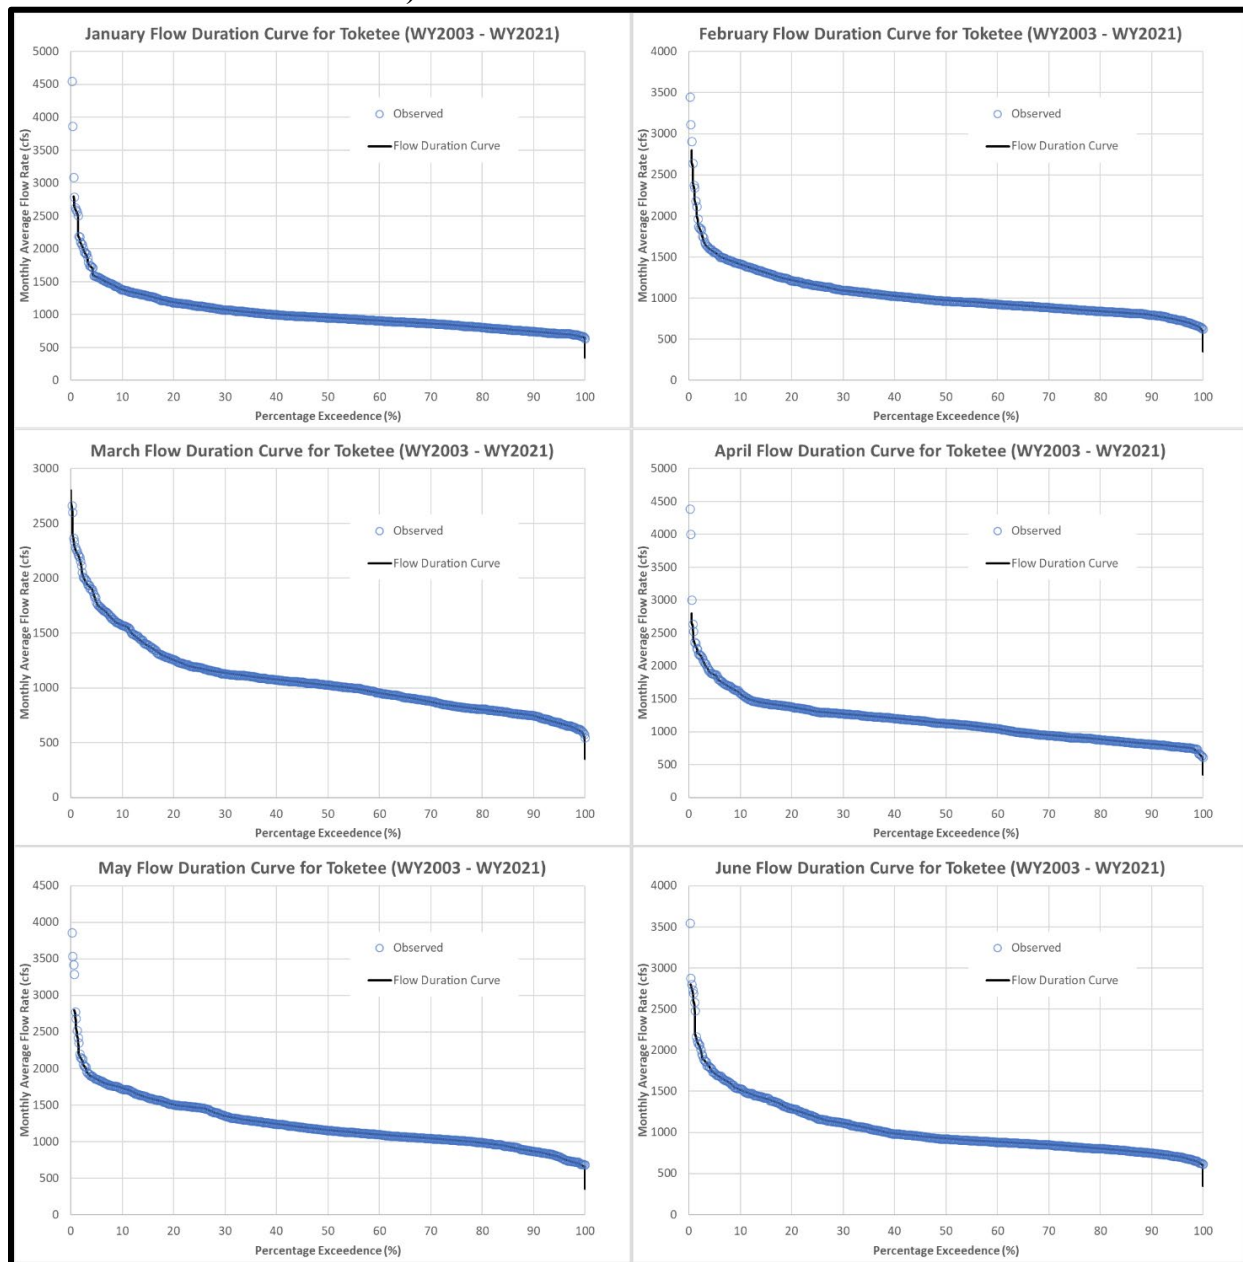 January Flow Duration Curve for Toketee (WY2003 - WY2021)
Monthly Average Flow Rate (cfs)
5000
4500
4000
3500
3000
2500
2000
1500
1000
500
0
Observed
Flow Duration Curve
0 10 20 30 40 50 60 70 80 90 100
Percentage Exceedence (%)
February Flow Duration Curve for Toketee (WY2003 - WY2021)
Monthly Average Flow Rate (cfs)
4000
3500
3000
2500
2000
1500
1000
500
0
Observed
Flow Duration Curve
0 10 20 30 40 50 60 70 80 90 100
Percentage Exceedence (%)
March Flow Duration Curve for Toketee (WY2003 - WY2021)
Monthly Average Flow Rate (cfs)
3000
2500
2000
1500
1000
500
0
Observed
Flow Duration Curve
0 10 20 30 40 50 60 70 80 90 100
Percentage Exceedence (%)
April Flow Duration Curve for Toketee (WY2003 - WY2021)
Monthly Average Flow Rate (cfs)
5000
4500
4000
3500
3000
2500
2000
1500
1000
500
0
Observed
Flow Duration Curve
0 10 20 30 40 50 60 70 80 90 100
Percentage Exceedence (%)
May Flow Duration Curve for Toketee (WY2003 - WY2021)
Monthly Average Flow Rate (cfs)
4500
4000
3500
3000
2500
2000
1500
1000
500
0
Observed
Flow Duration Curve
0 10 20 30 40 50 60 70 80 90 100
Percentage Exceedence (%)
June Flow Duration Curve for Toketee (WY2003 - WY2021)
Monthly Average Flow Rate (cfs)
4000
3500
3000
2500
2000
1500
1000
500
0
Observed
Flow Duration Curve
0 10 20 30 40 50 60 70 80 90 100
Percentage Exceedence (%)